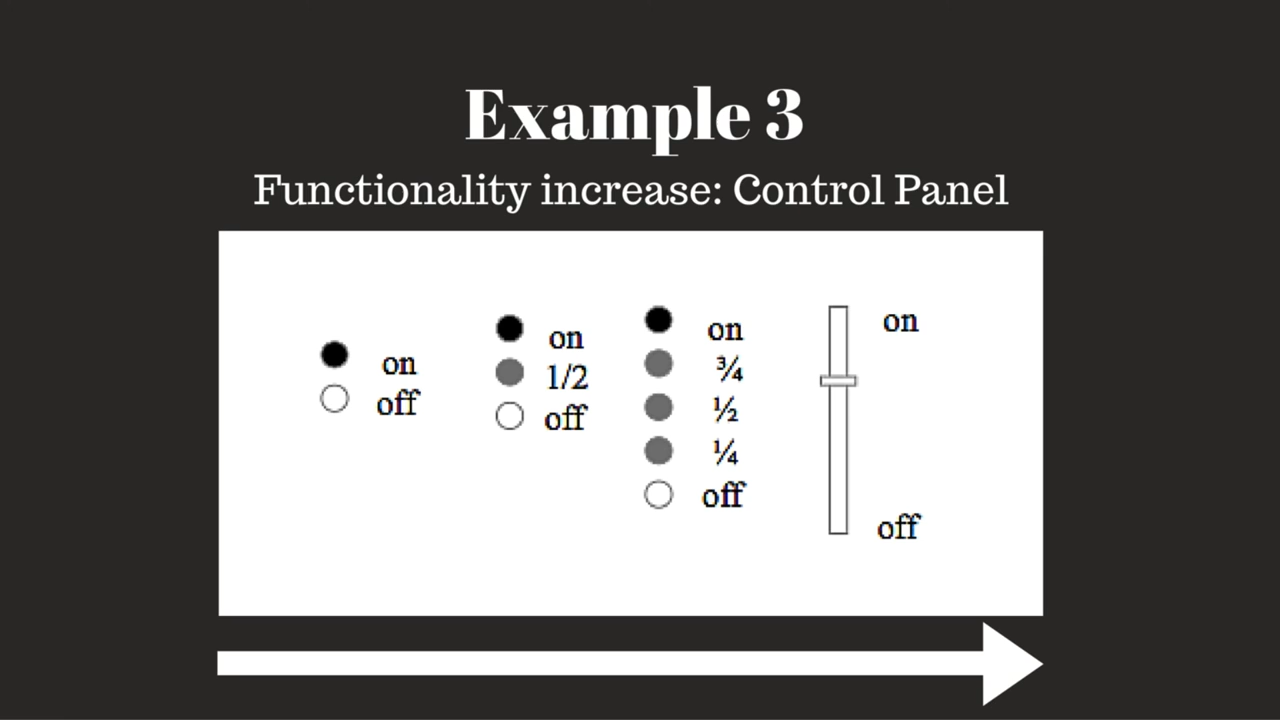 Example 3
Functionality increase: Control Panel
on
off
on
1/2
off
on
¾
½
¼
off
on
off